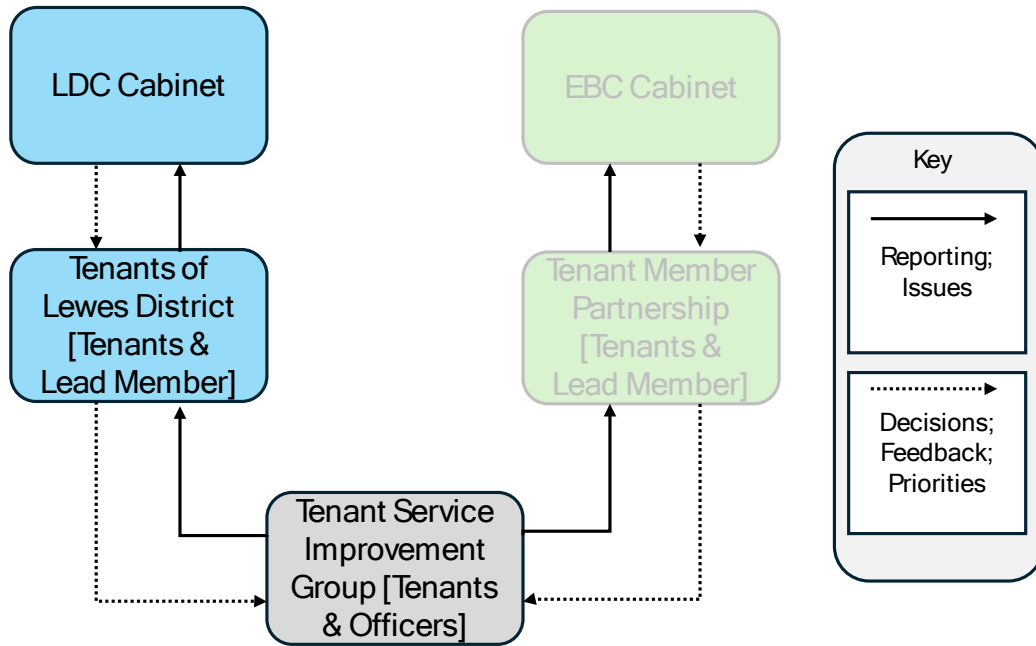 LDC Cabinet
EBC Cabinet
Tenants of
Lewes District
[Tenants &
Lead Member]
Tenant Member
Partnership
[Tenants &
Lead Member]
Tenant Service
Improvement
Group [Tenants
& Officers]
Key
Reporting;
Issues
Decisions;
Feedback;
Priorities